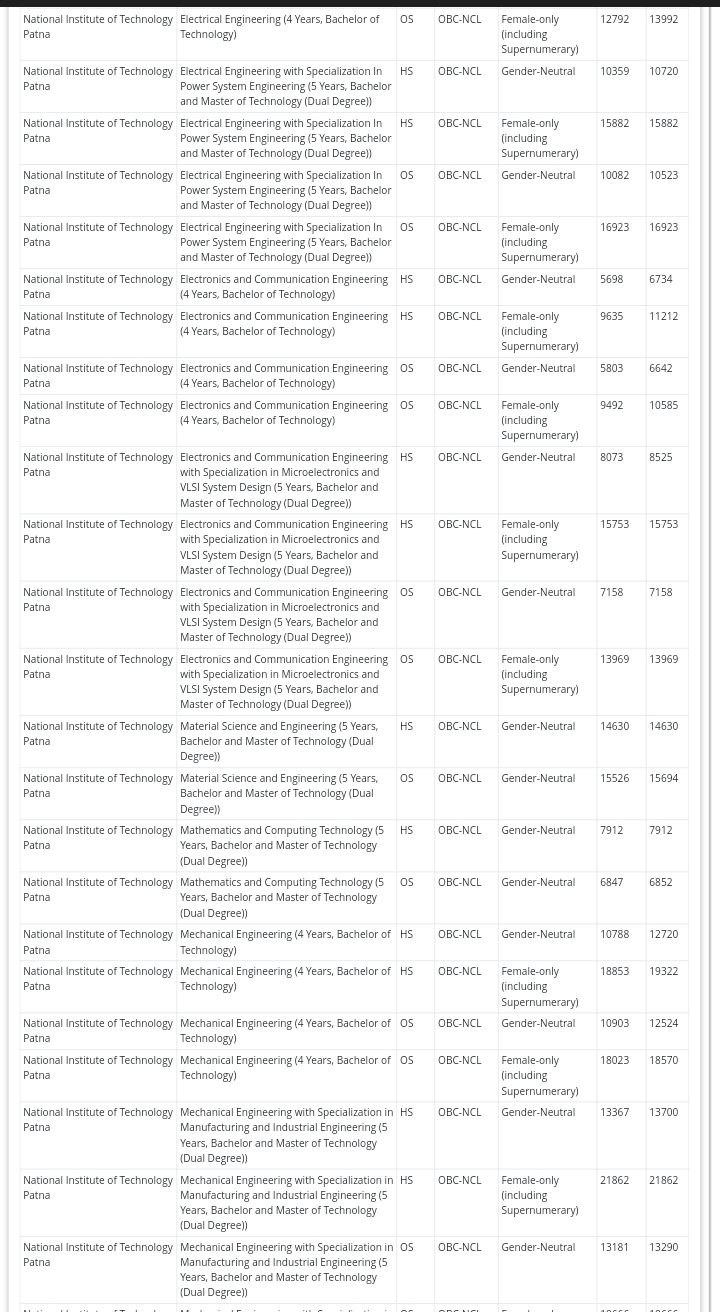 National Institute of Technology Patna Electrical Engineering (4 Years, Bachelor of Technology) OS OBC-NCL Female-only (including Supernumerary) 12792 13992
National Institute of Technology Patna Electrical Engineering with Specialization In Power System Engineering (5 Years, Bachelor and Master of Technology (Dual Degree)) HS OBC-NCL Gender-Neutral 10359 10720
National Institute of Technology Patna Electrical Engineering with Specialization In Power System Engineering (5 Years, Bachelor and Master of Technology (Dual Degree)) HS OBC-NCL Female-only (including Supernumerary) 15882 15882
National Institute of Technology Patna Electrical Engineering with Specialization In Power System Engineering (5 Years, Bachelor and Master of Technology (Dual Degree)) OS OBC-NCL Gender-Neutral 10082 10523
National Institute of Technology Patna Electrical Engineering with Specialization In Power System Engineering (5 Years, Bachelor and Master of Technology (Dual Degree)) OS OBC-NCL Female-only (including Supernumerary) 16923 16923
National Institute of Technology Patna Electronics and Communication Engineering (4 Years, Bachelor of Technology) HS OBC-NCL Gender-Neutral 5698 6734
National Institute of Technology Patna Electronics and Communication Engineering (4 Years, Bachelor of Technology) HS OBC-NCL Female-only (including Supernumerary) 9635 11212
National Institute of Technology Patna Electronics and Communication Engineering (4 Years, Bachelor of Technology) OS OBC-NCL Gender-Neutral 5803 6642
National Institute of Technology Patna Electronics and Communication Engineering (4 Years, Bachelor of Technology) OS OBC-NCL Female-only (including Supernumerary) 9492 10585
National Institute of Technology Patna Electronics and Communication Engineering with Specialization in Microelectronics and VLSI System Design (5 Years, Bachelor and Master of Technology (Dual Degree)) HS OBC-NCL Gender-Neutral 8073 8525
National Institute of Technology Patna Electronics and Communication Engineering with Specialization in Microelectronics and VLSI System Design (5 Years, Bachelor and Master of Technology (Dual Degree)) HS OBC-NCL Female-only (including Supernumerary) 15753 15753
National Institute of Technology Patna Electronics and Communication Engineering with Specialization in Microelectronics and VLSI System Design (5 Years, Bachelor and Master of Technology (Dual Degree)) OS OBC-NCL Gender-Neutral 7158 7158
National Institute of Technology Patna Electronics and Communication Engineering with Specialization in Microelectronics and VLSI System Design (5 Years, Bachelor and Master of Technology (Dual Degree)) OS OBC-NCL Female-only (including Supernumerary) 13969 13969
National Institute of Technology Patna Material Science and Engineering (5 Years, Bachelor and Master of Technology (Dual Degree)) HS OBC-NCL Gender-Neutral 14630 14630
National Institute of Technology Patna Material Science and Engineering (5 Years, Bachelor and Master of Technology (Dual Degree)) OS OBC-NCL Gender-Neutral 15526 15694
National Institute of Technology Patna Mathematics and Computing Technology (5 Years, Bachelor and Master of Technology (Dual Degree)) HS OBC-NCL Gender-Neutral 7912 7912
National Institute of Technology Patna Mathematics and Computing Technology (5 Years, Bachelor and Master of Technology (Dual Degree)) OS OBC-NCL Gender-Neutral 6847 6852
National Institute of Technology Patna Mechanical Engineering (4 Years, Bachelor of Technology) HS OBC-NCL Gender-Neutral 10788 12720
National Institute of Technology Patna Mechanical Engineering (4 Years, Bachelor of Technology) HS OBC-NCL Female-only (including Supernumerary) 18853 19322
National Institute of Technology Patna Mechanical Engineering (4 Years, Bachelor of Technology) OS OBC-NCL Gender-Neutral 10903 12524
National Institute of Technology Patna Mechanical Engineering (4 Years, Bachelor of Technology) OS OBC-NCL Female-only (including Supernumerary) 18023 18570
National Institute of Technology Patna Mechanical Engineering with Specialization in Manufacturing and Industrial Engineering (5 Years, Bachelor and Master of Technology (Dual Degree)) HS OBC-NCL Gender-Neutral 13367 13700
National Institute of Technology Patna Mechanical Engineering with Specialization in Manufacturing and Industrial Engineering (5 Years, Bachelor and Master of Technology (Dual Degree)) HS OBC-NCL Female-only (including Supernumerary) 21862 21862
National Institute of Technology Patna Mechanical Engineering with Specialization in Manufacturing and Industrial Engineering (5 Years, Bachelor and Master of Technology (Dual Degree)) OS OBC-NCL Gender-Neutral 13181 13290